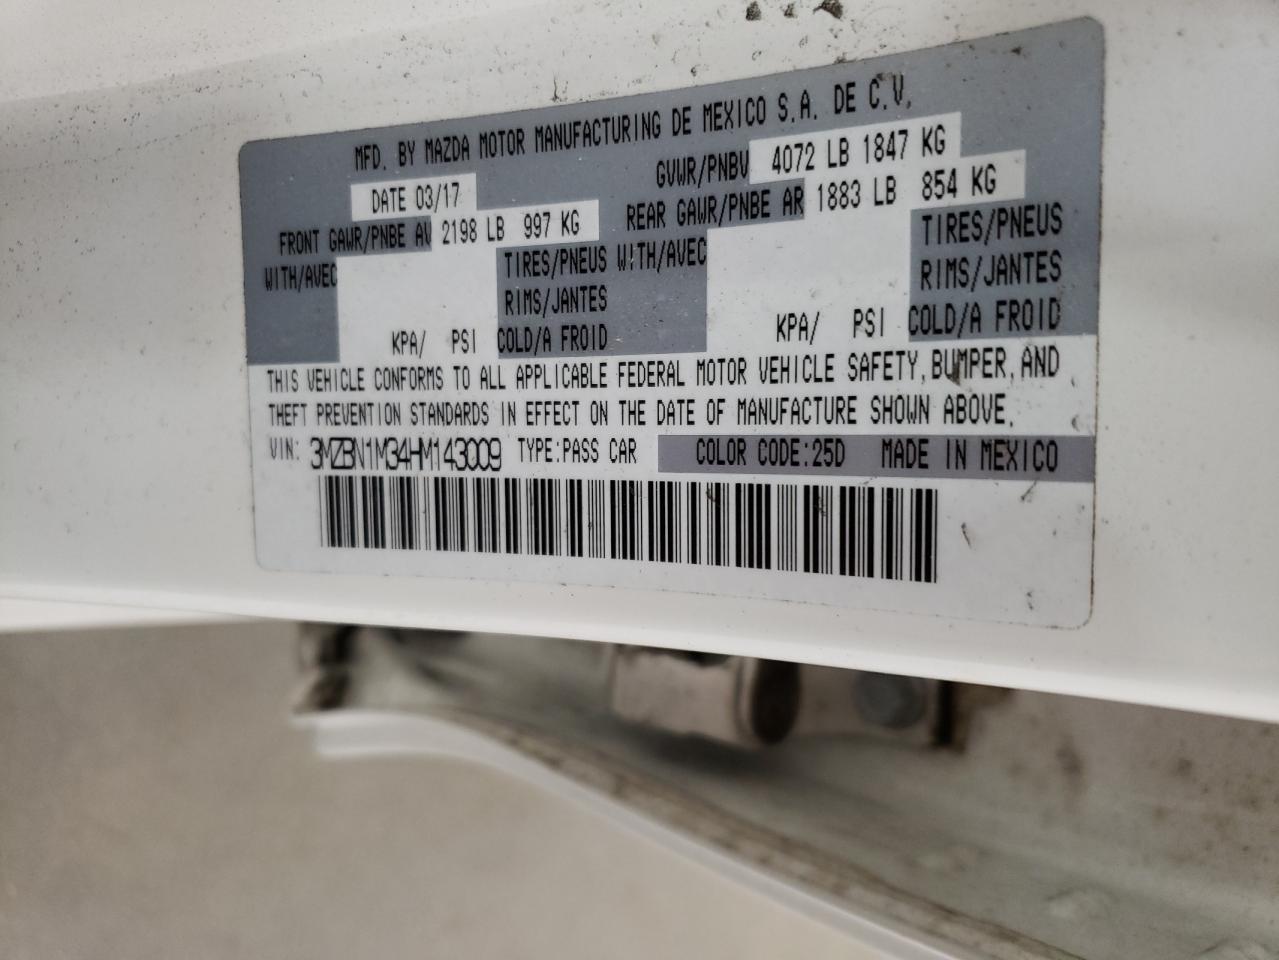 MFD. BY MAZDA MOTOR MANUFACTURING DE MEXICO S.A. DE C.V.
DATE 03/17 GVWR/PNBV 4072 LB 1847 KG
FRONT GAWR/PNBE AV 2198 LB 997 KG REAR GAWR/PNBE AR 1883 LB 854 KG
WITH/AVEC TIRES/PNEUS WITH/AVEC TIRES/PNEUS
RIMS/JANTES RIMS/JANTES
KPA/ PSI COLD/A FROID KPA/ PSI COLD/A FROID
THIS VEHICLE CONFORMS TO ALL APPLICABLE FEDERAL MOTOR VEHICLE SAFETY, BUMPER, AND
THEFT PREVENTION STANDARDS IN EFFECT ON THE DATE OF MANUFACTURE SHOWN ABOVE.
VIN: 3MZBN1M34HM143009 TYPE:PASS CAR COLOR CODE:25D MADE IN MEXICO